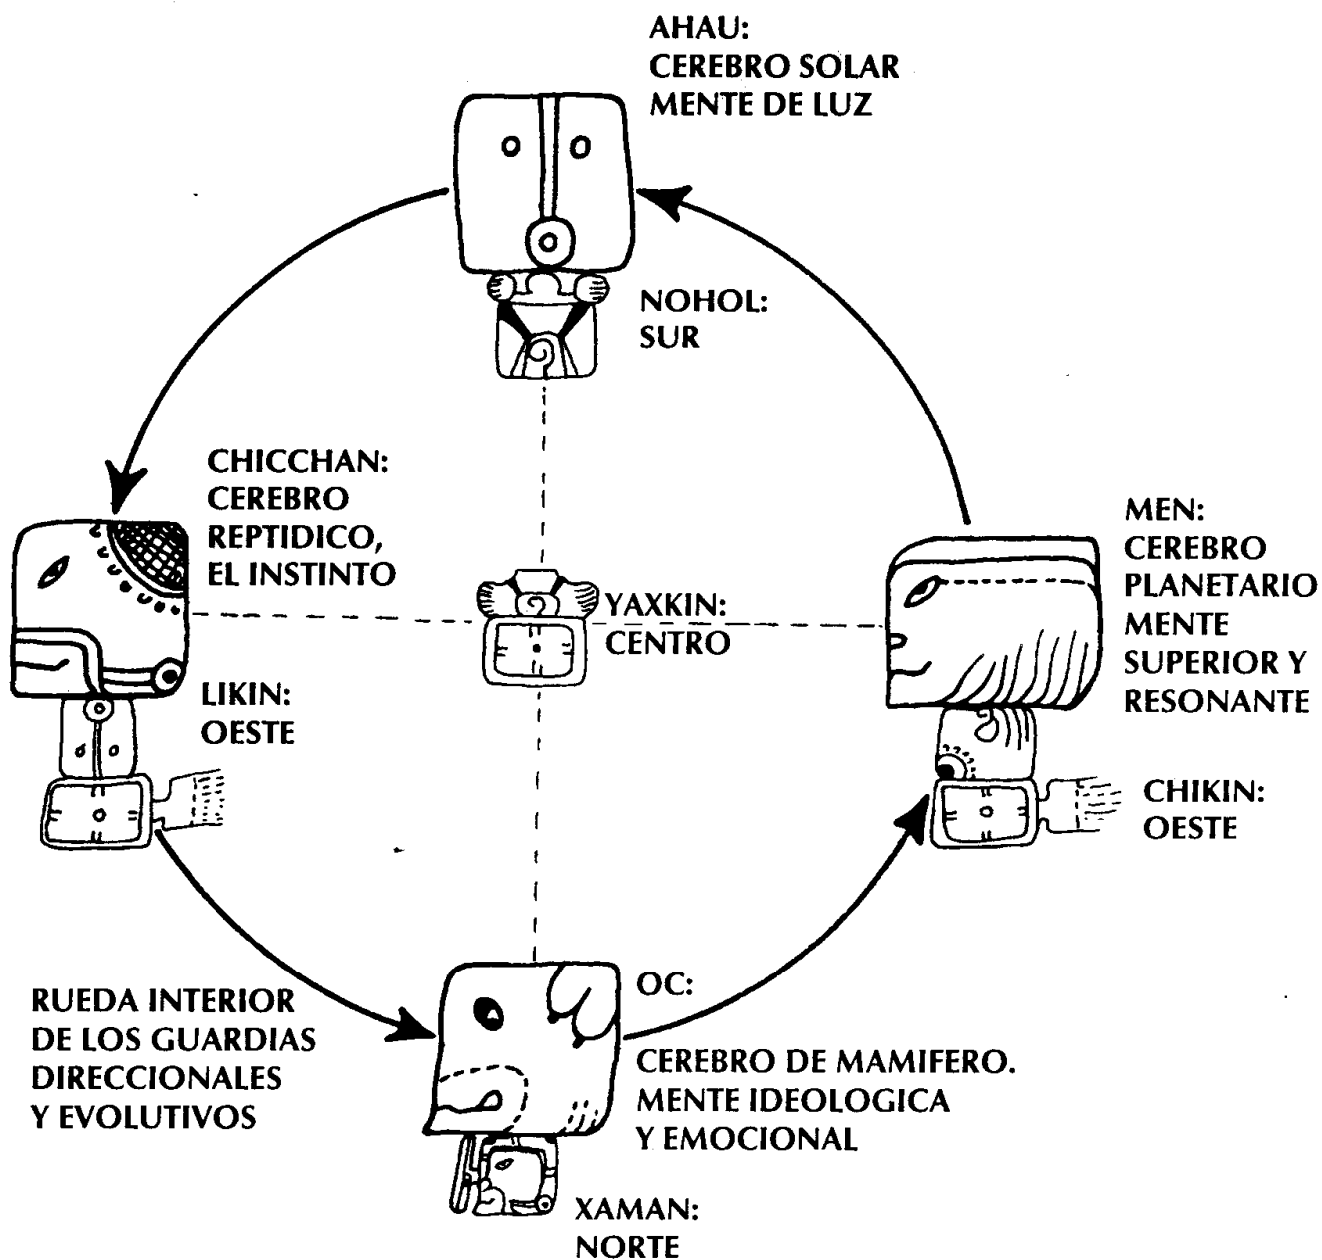 AHAU:
CEREBRO SOLAR
MENTE DE LUZ
NOHOL:
SUR
CHICCHAN:
CEREBRO
REPTIDICO,
EL INSTINTO
LIKIN:
OESTE
YAXKIN:
CENTRO
MEN:
CEREBRO
PLANETARIO
MENTE
SUPERIOR Y
RESONANTE
CHIKIN:
OESTE
RUEDA INTERIOR
DE LOS GUARDIAS
DIRECCIONALES
Y EVOLUTIVOS
OC:
CEREBRO DE MAMIFERO.
MENTE IDEOLOGICA
Y EMOCIONAL
XAMAN:
NORTE